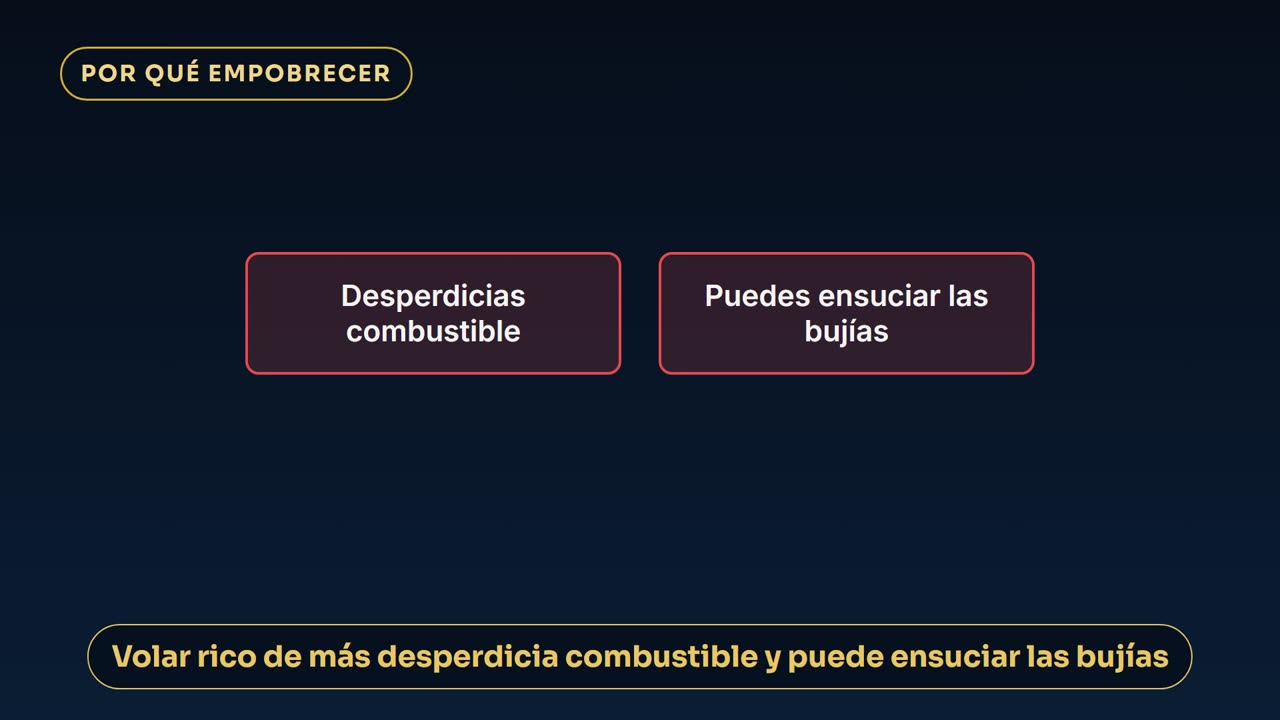 POR QUÉ EMPOBRECER
Desperdicias
combustible
Puedes ensuciar las
bujías
Volar rico de más desperdicia combustible y puede ensuciar las bujías